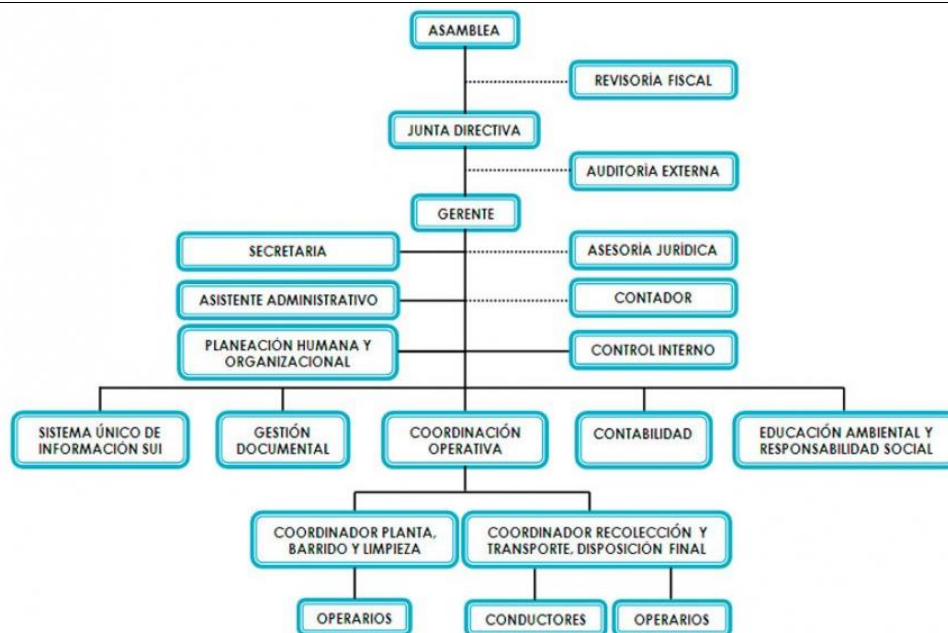 ASAMBLEA
REVISORÍA FISCAL
JUNTA DIRECTIVA
AUDITORÍA EXTERNA
GERENTE
SECRETARIA
ASESORÍA JURÍDICA
ASISTENTE ADMINISTRATIVO
CONTADOR
PLANEACIÓN HUMANA Y
ORGANIZACIONAL
CONTROL INTERNO
SISTEMA ÚNICO DE
INFORMACIÓN SUI
GESTIÓN
DOCUMENTAL
COORDINACIÓN
OPERATIVA
CONTABILIDAD
EDUCACIÓN AMBIENTAL Y
RESPONSABILIDAD SOCIAL
COORDINADOR PLANTA,
BARRIDO Y LIMPIEZA
COORDINADOR RECOLECCIÓN Y
TRANSPORTE, DISPOSICIÓN FINAL
OPERARIOS
CONDUCTORES
OPERARIOS